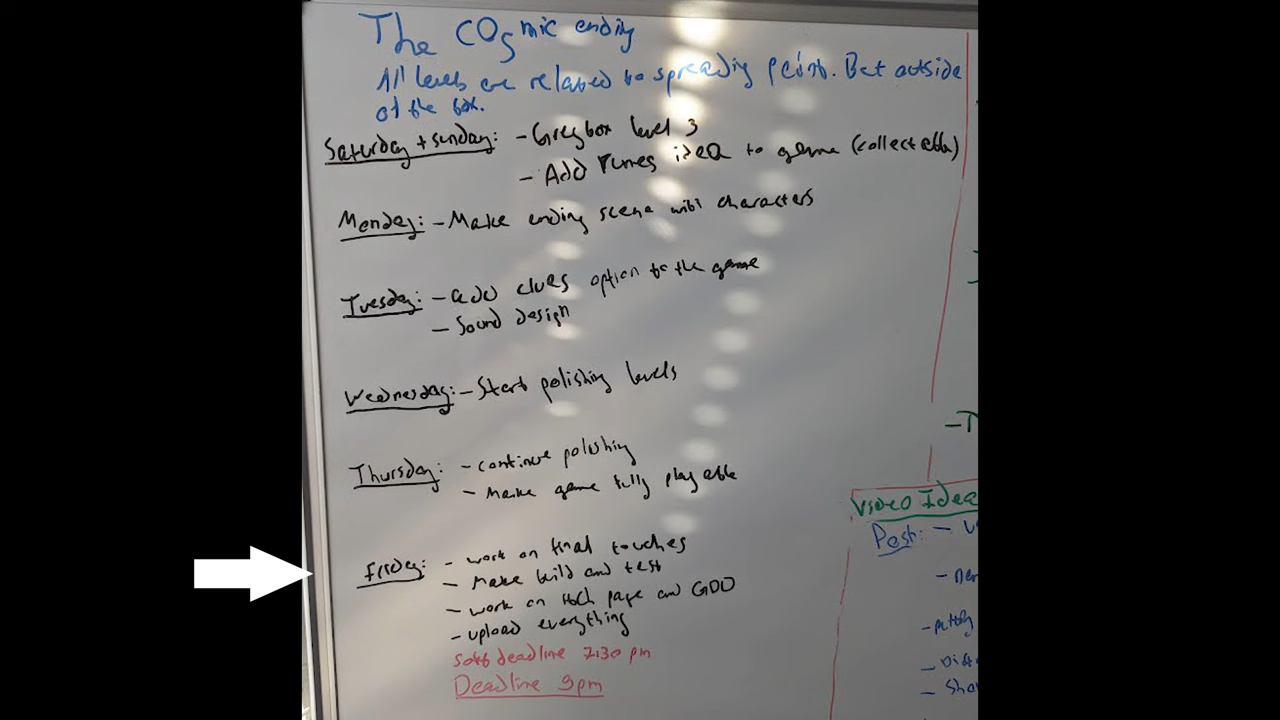 The COSmic ending
All levels are related to spreading paint. But outside
of the box.
Saturday + sunday: - Greybox level 3
- Add runes idea to game (collectable)
Monday: - Make ending scene with characters
Tuesday: - add clues option to the game
- Sound design
Wednesday: - Start polishing levels
Thursday: - continue polishing
- Make game fully playable
Friday: - work on final touches
- Make build and test
- work on itch page and GDD
- upload everything
Soft deadline 7:30 pm
Deadline 9pm
Video Idea
Past: -